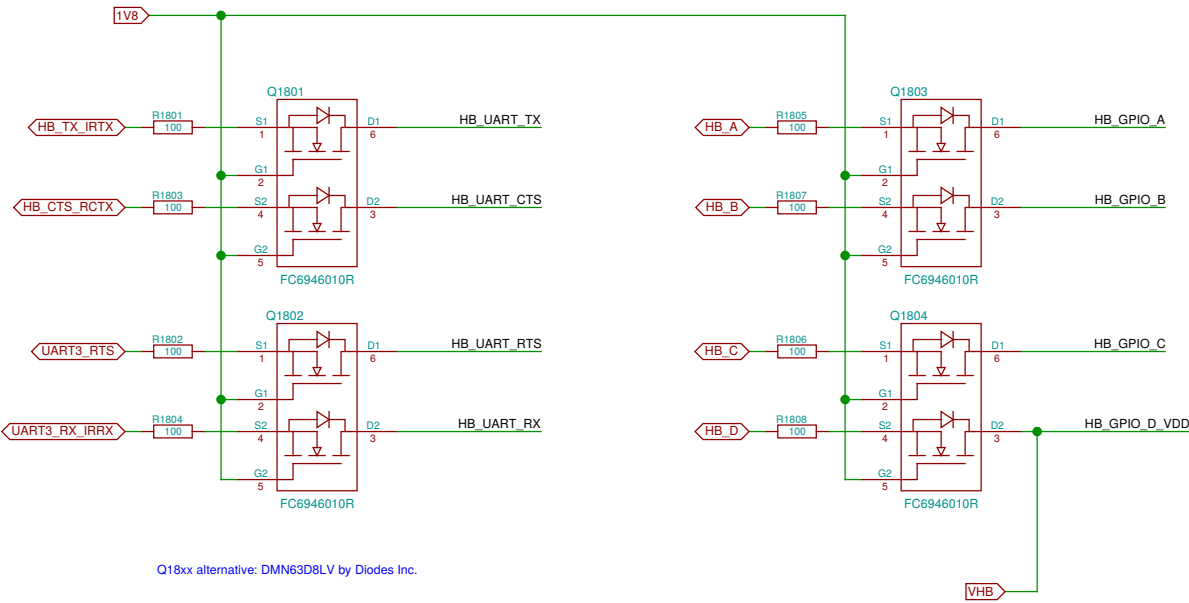 1V8
Q1801
HB_TX_IRTX
R1801
100
S1
1
D1
6
HB_UART_TX
G1
2
HB_CTS_RCTX
R1803
100
S2
4
D2
3
HB_UART_CTS
G2
5
FC6946010R
Q1803
HB_A
R1805
100
S1
1
D1
6
HB_GPIO_A
G1
2
HB_B
R1807
100
S2
4
D2
3
HB_GPIO_B
G2
5
FC6946010R
Q1802
UART3_RTS
R1802
100
S1
1
D1
6
HB_UART_RTS
G1
2
UART3_RX_IRRX
R1804
100
S2
4
D2
3
HB_UART_RX
G2
5
FC6946010R
Q1804
HB_C
R1806
100
S1
1
D1
6
HB_GPIO_C
G1
2
HB_D
R1808
100
S2
4
D2
3
HB_GPIO_D_VDD
G2
5
FC6946010R
Q18xx alternative: DMN63D8LV by Diodes Inc.
VHB